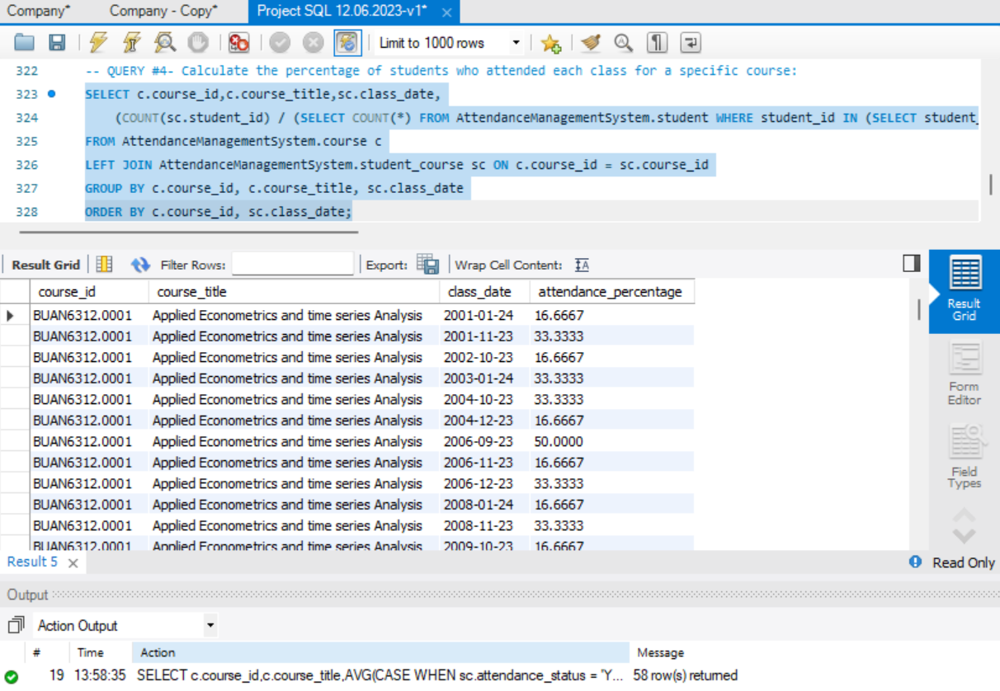 Company* Company - Copy* Project SQL 12.06.2023-v1* ×
Limit to 1000 rows
322 -- QUERY #4- Calculate the percentage of students who attended each class for a specific course:
323 SELECT c.course_id,c.course_title,sc.class_date,
324 (COUNT(sc.student_id) / (SELECT COUNT(*) FROM AttendanceManagementSystem.student WHERE student_id IN (SELECT student_
325 FROM AttendanceManagementSystem.course c
326 LEFT JOIN AttendanceManagementSystem.student_course sc ON c.course_id = sc.course_id
327 GROUP BY c.course_id, c.course_title, sc.class_date
328 ORDER BY c.course_id, sc.class_date;
Result Grid Filter Rows: Export: Wrap Cell Content: IA
course_id course_title class_date attendance_percentage
BUAN6312.0001 Applied Econometrics and time series Analysis 2001-01-24 16.6667
BUAN6312.0001 Applied Econometrics and time series Analysis 2001-11-23 33.3333
BUAN6312.0001 Applied Econometrics and time series Analysis 2002-10-23 16.6667
BUAN6312.0001 Applied Econometrics and time series Analysis 2003-01-24 33.3333
BUAN6312.0001 Applied Econometrics and time series Analysis 2004-10-23 33.3333
BUAN6312.0001 Applied Econometrics and time series Analysis 2004-12-23 16.6667
BUAN6312.0001 Applied Econometrics and time series Analysis 2006-09-23 50.0000
BUAN6312.0001 Applied Econometrics and time series Analysis 2006-11-23 16.6667
BUAN6312.0001 Applied Econometrics and time series Analysis 2006-12-23 33.3333
BUAN6312.0001 Applied Econometrics and time series Analysis 2008-01-24 16.6667
BUAN6312.0001 Applied Econometrics and time series Analysis 2008-11-23 33.3333
BUAN6312.0001 Applied Econometrics and time series Analysis 2009-10-23 16.6667
Result
Grid
Form
Editor
Field
Types
Result 5 × Read Only
Output
Action Output
# Time Action Message
19 13:58:35 SELECT c.course_id,c.course_title,AVG(CASE WHEN sc.attendance_status = 'Y... 58 row(s) returned